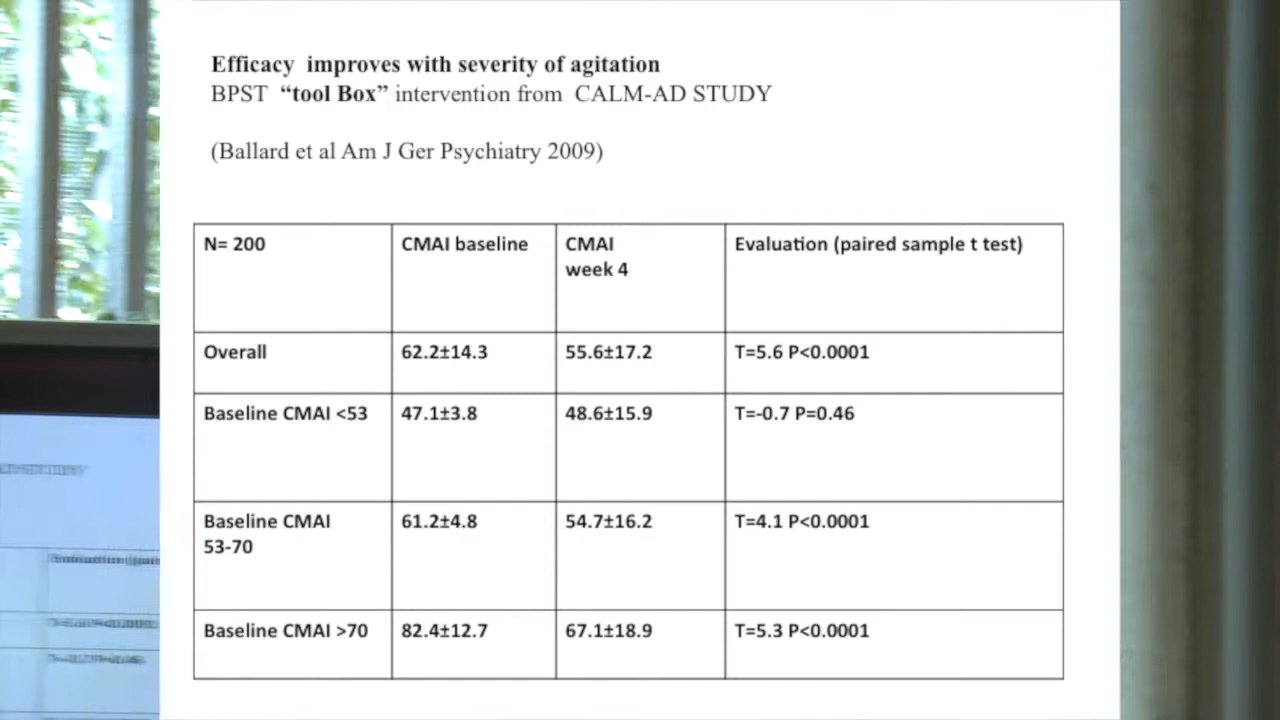 Efficacy improves with severity of agitation
BPST “tool Box” intervention from CALM-AD STUDY
(Ballard et al Am J Ger Psychiatry 2009)
N= 200 CMAI baseline CMAI week 4 Evaluation (paired sample t test)
Overall 62.2±14.3 55.6±17.2 T=5.6 P<0.0001
Baseline CMAI <53 47.1±3.8 48.6±15.9 T=-0.7 P=0.46
Baseline CMAI 53-70 61.2±4.8 54.7±16.2 T=4.1 P<0.0001
Baseline CMAI >70 82.4±12.7 67.1±18.9 T=5.3 P<0.0001